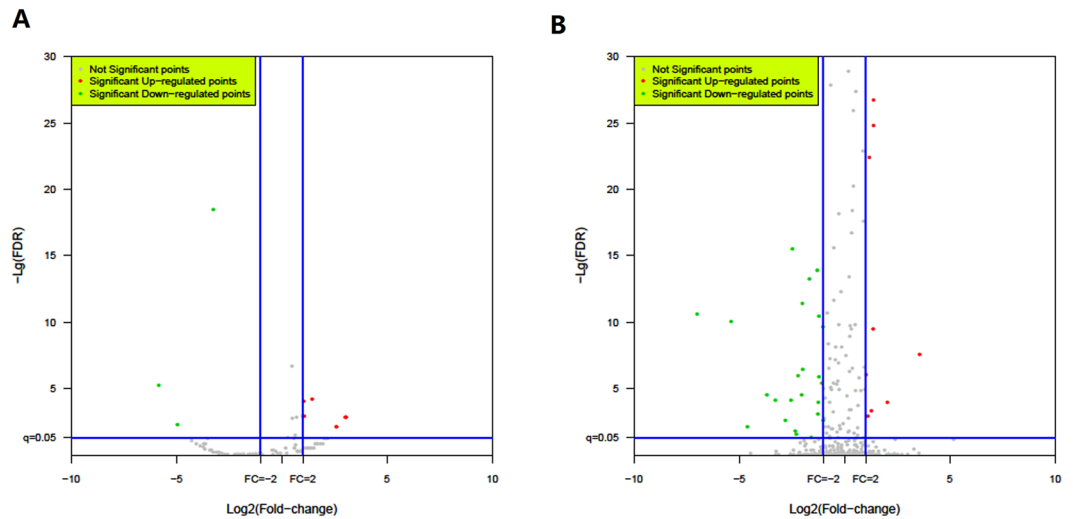 A
30
25
20
15
10
5
q=0.05
−Lg(FDR)
Not Significant points
Significant Up−regulated points
Significant Down−regulated points
−10
−5
FC=−2
FC=2
5
10
Log2(Fold−change)
B
30
25
20
15
10
5
q=0.05
−Lg(FDR)
Not Significant points
Significant Up−regulated points
Significant Down−regulated points
−10
−5
FC=−2
FC=2
5
10
Log2(Fold−change)